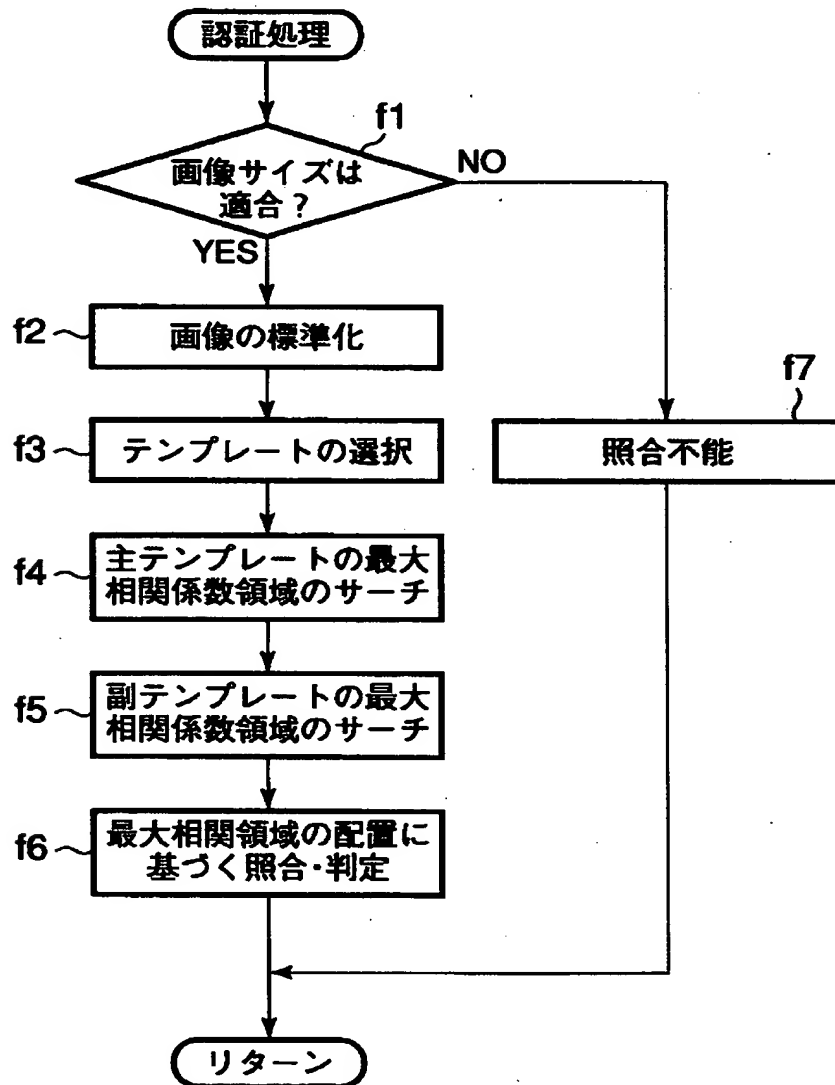 認証処理
f1
画像サイズは
適合？
NO
YES
f2
画像の標準化
f7
f3
テンプレートの選択
照合不能
f4
主テンプレートの最大
相関係数領域のサーチ
f5
副テンプレートの最大
相関係数領域のサーチ
f6
最大相関領域の配置に
基づく照合・判定
リターン